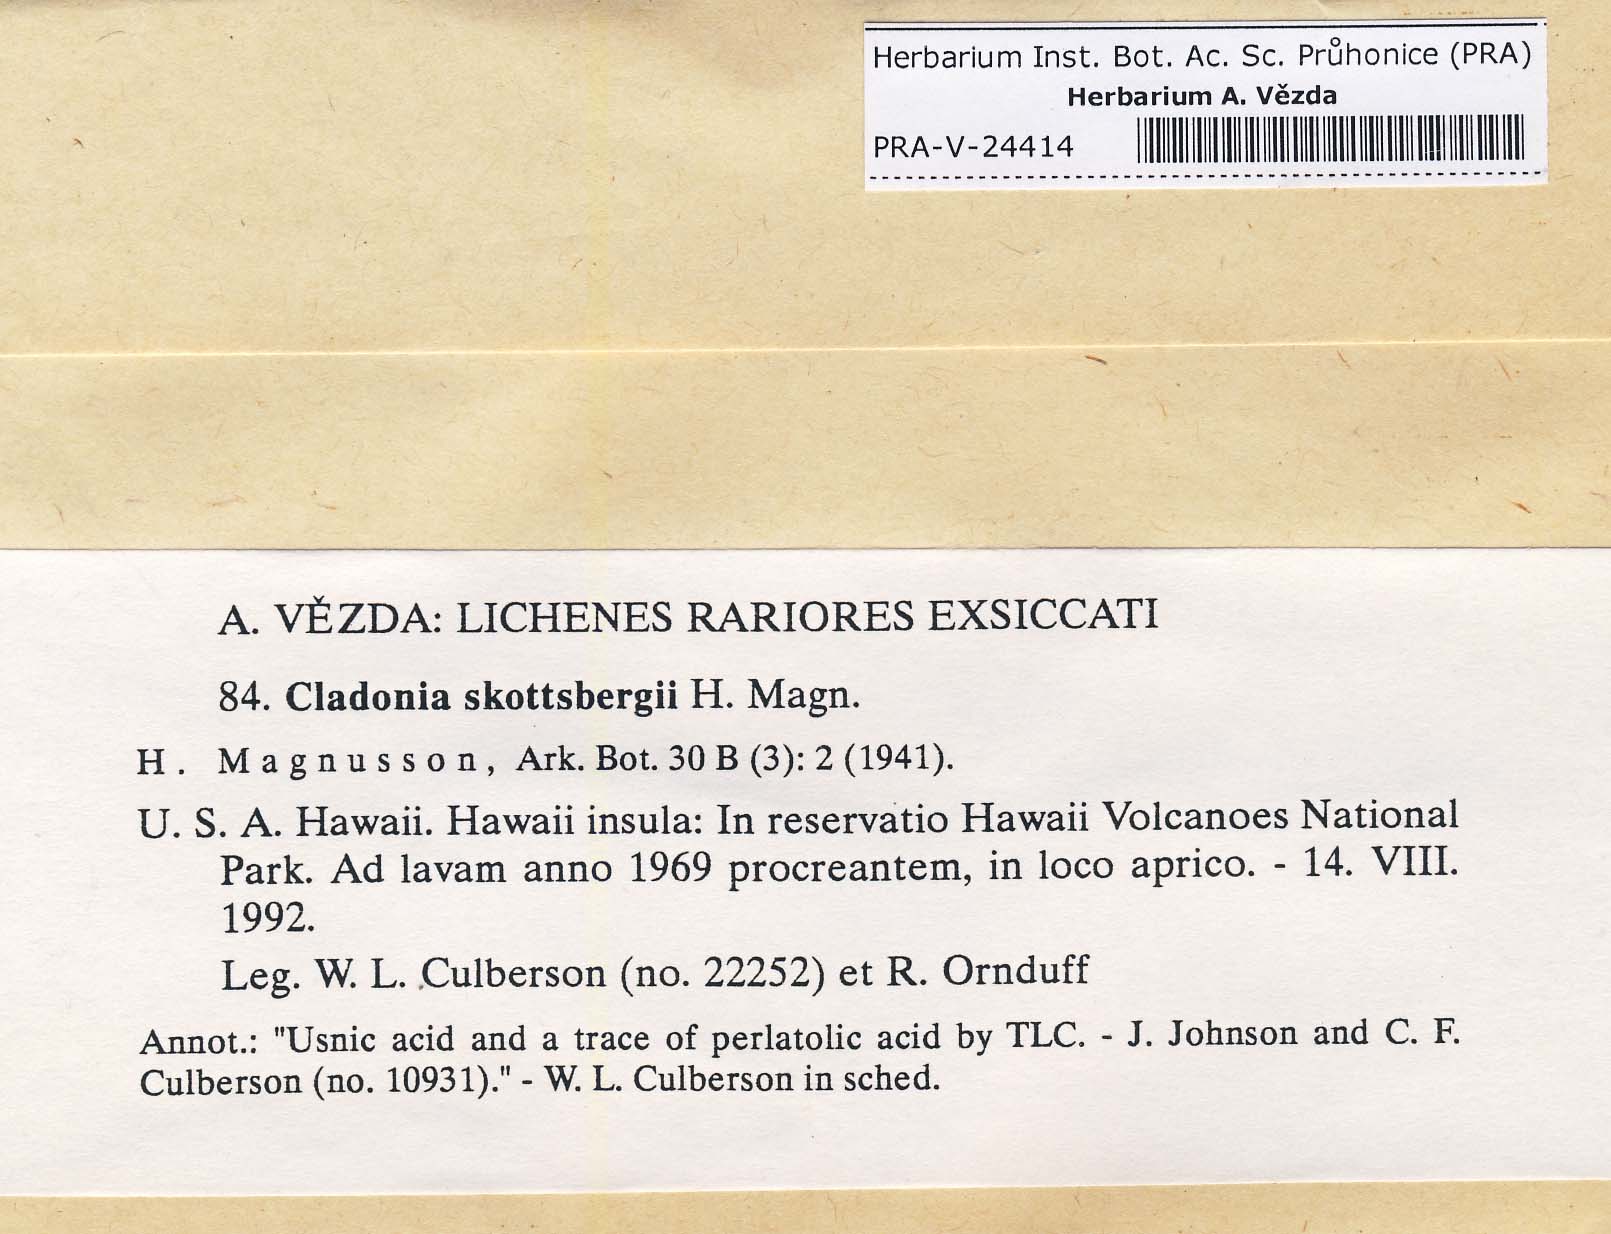 Herbarium Inst. Bot. Ac. Sc. Průhonice (PRA)
Herbarium A. Vězda
PRA-V-24414
A. VĚZDA: LICHENES RARIORES EXSICCATI
84. Cladonia skottsbergii H. Magn.
H. Magnusson, Ark. Bot. 30 B (3): 2 (1941).
U. S. A. Hawaii. Hawaii insula: In reservatio Hawaii Volcanoes National
Park. Ad lavam anno 1969 procreantem, in loco aprico. - 14. VIII.
1992.
Leg. W. L. Culberson (no. 22252) et R. Ornduff
Annot.: "Usnic acid and a trace of perlatolic acid by TLC. - J. Johnson and C. F.
Culberson (no. 10931)." - W. L. Culberson in sched.